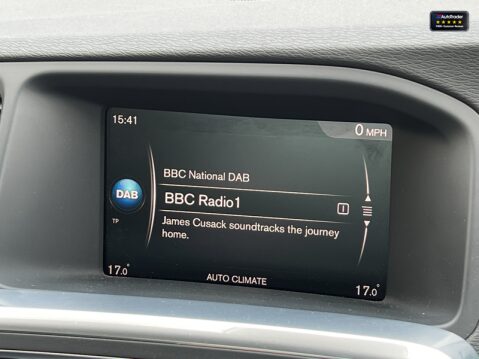 AutoTrader
15:41
0 MPH
BBC National DAB
DAB
BBC Radio1
TP
James Cusack soundtracks the journey
home.
17.0°
AUTO CLIMATE
17.0°